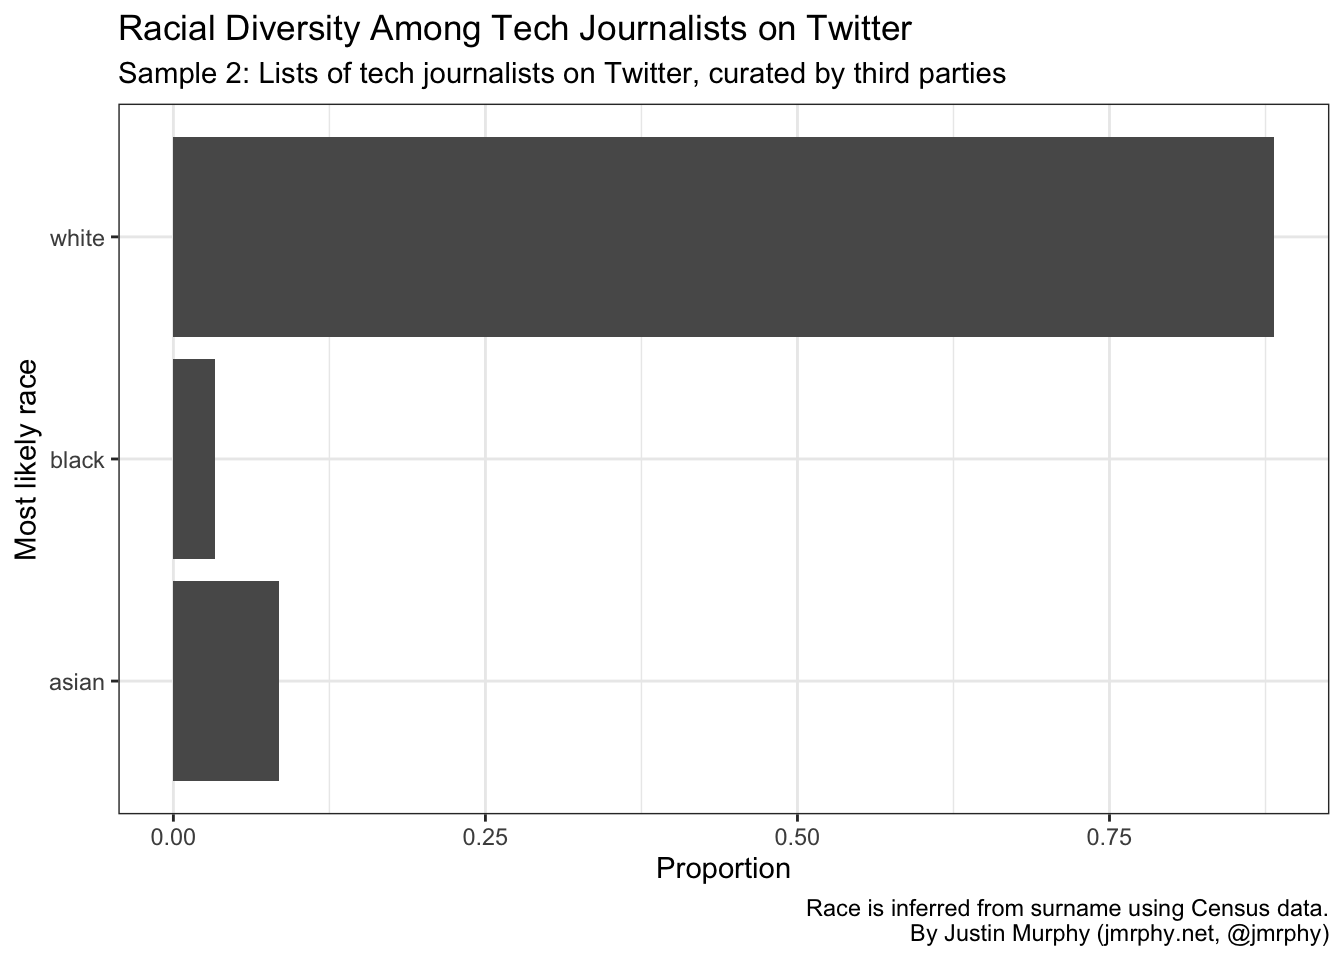 Racial Diversity Among Tech Journalists on Twitter
Sample 2: Lists of tech journalists on Twitter, curated by third parties
Most likely race
white
black
asian
0.00
0.25
0.50
0.75
Proportion
Race is inferred from surname using Census data.
By Justin Murphy (jmrphy.net, @jmrphy)